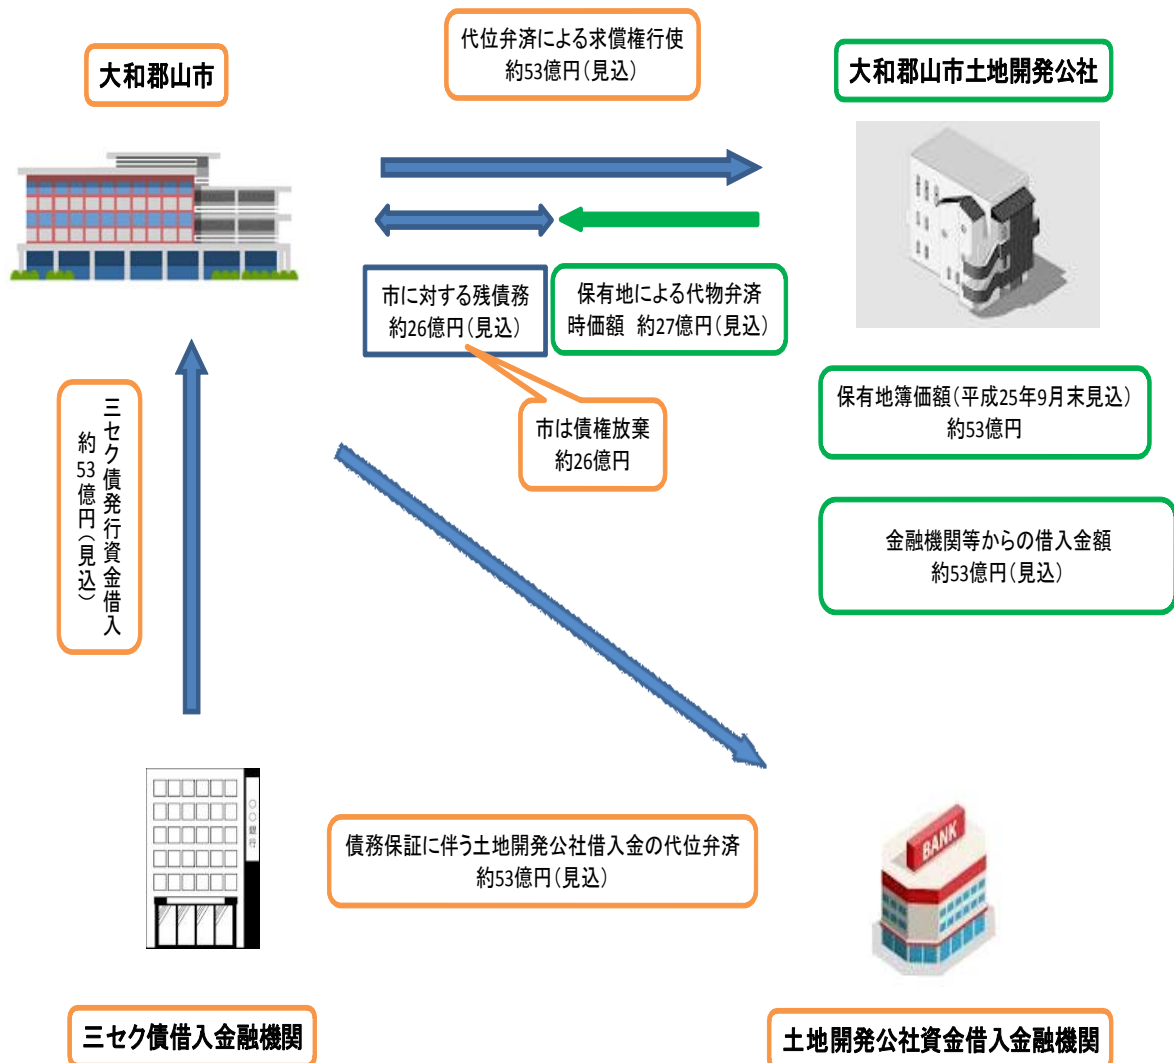 大和郡山市
代位弁済による求償権行使
約53億円(見込)
大和郡山市土地開発公社
市に対する残債務
約26億円(見込)
保有地による代物弁済
時価額 約27億円(見込)
市は債権放棄
約26億円
保有地簿価額(平成25年9月末見込)
約53億円
金融機関等からの借入金額
約53億円(見込)
三セク債発行資金借入
約53億円(見込)
〇〇銀行
債務保証に伴う土地開発公社借入金の代位弁済
約53億円(見込)
BANK
三セク債借入金融機関
土地開発公社資金借入金融機関